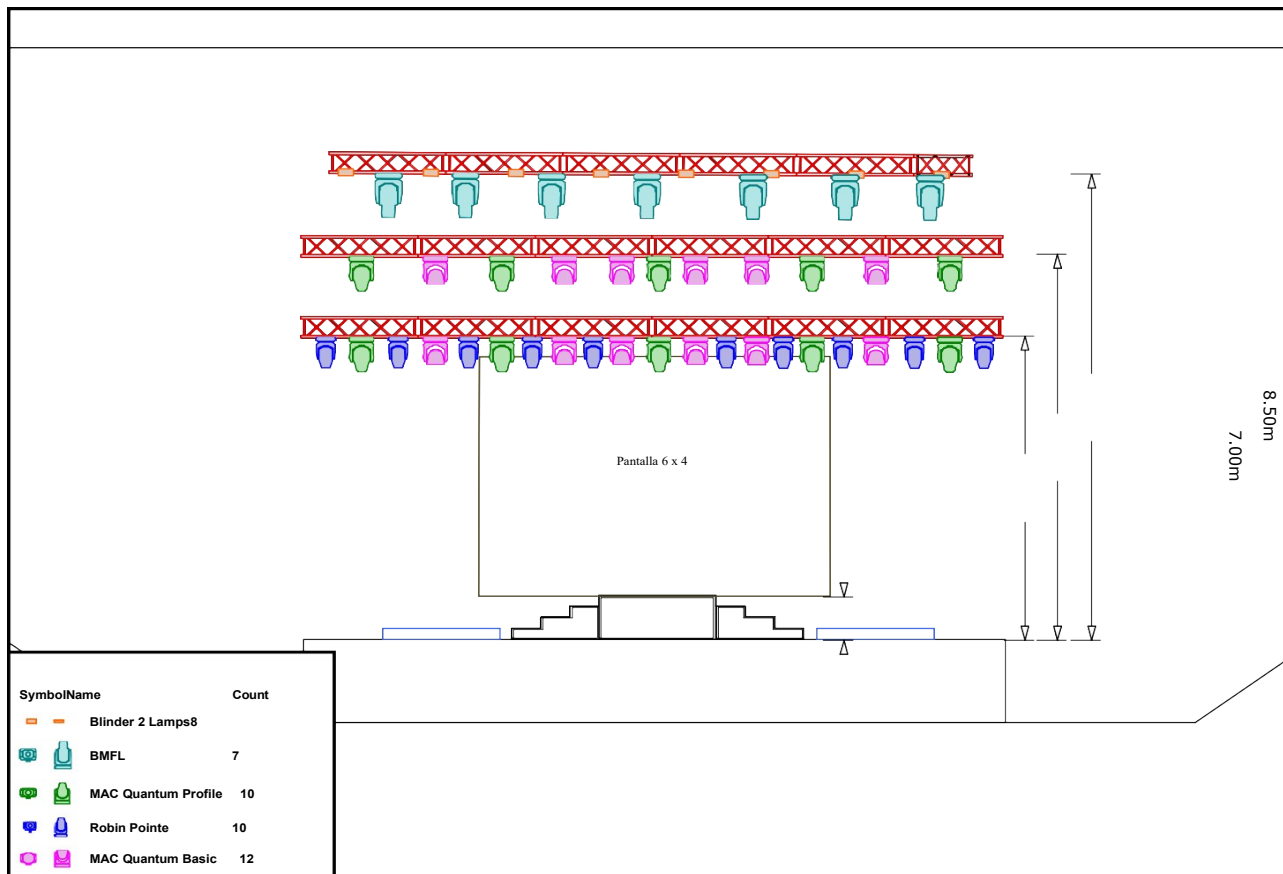 8.50m
7.00m
Pantalla 6 x 4
SymbolName Count
Blinder 2 Lamps8
BMFL 7
MAC Quantum Profile 10
Robin Pointe 10
MAC Quantum Basic 12